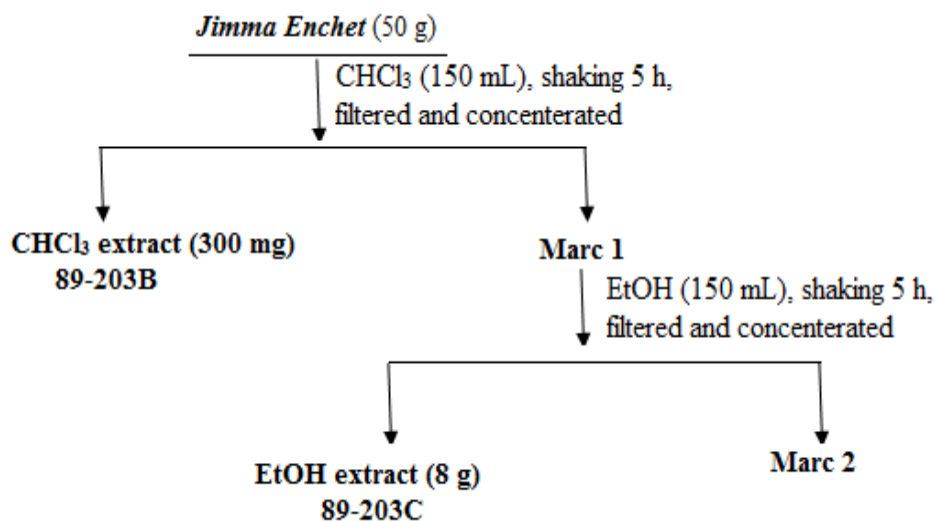 Jimma Enchet (50 g)
CHCl₃ (150 mL), shaking 5 h,
filtered and concenterated
CHCl₃ extract (300 mg)
89-203B
Marc 1
EtOH (150 mL), shaking 5 h,
filtered and concenterated
EtOH extract (8 g)
89-203C
Marc 2